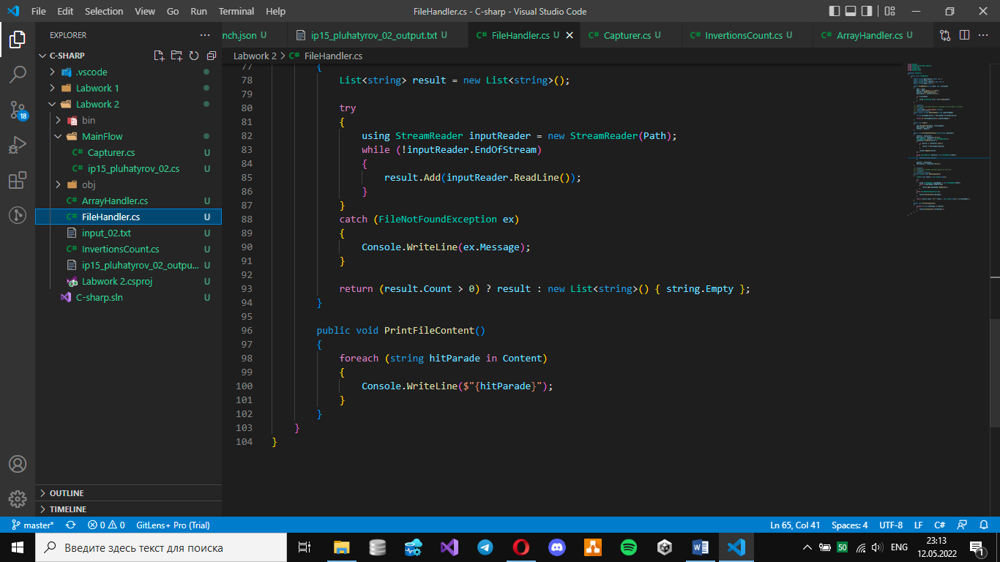 File Edit Selection View Go Run Terminal Help FileHandler.cs - C-sharp - Visual Studio Code
EXPLORER
nch.json U ip15_pluhatyrov_02_output.txt U FileHandler.cs U Capturer.cs U InvertionsCount.cs U ArrayHandler.cs U
Labwork 2 > FileHandler.cs
C-SHARP
.vscode
Labwork 1
Labwork 2
bin
MainFlow
Capturer.cs U
ip15_pluhatyrov_02.cs U
obj
ArrayHandler.cs U
FileHandler.cs U
input_02.txt U
InvertionsCount.cs U
ip15_pluhatyrov_02_outpu... U
Labwork 2.csproj U
C-sharp.sln U
OUTLINE
TIMELINE
18
77 {
78 List<string> result = new List<string>();
79
80 try
81 {
82 using StreamReader inputReader = new StreamReader(Path);
83 while (!inputReader.EndOfStream)
84 {
85 result.Add(inputReader.ReadLine());
86 }
87 }
88 catch (FileNotFoundException ex)
89 {
90 Console.WriteLine(ex.Message);
91 }
92
93 return (result.Count > 0) ? result : new List<string>() { string.Empty };
94 }
95
96 public void PrintFileContent()
97 {
98 foreach (string hitParade in Content)
99 {
100 Console.WriteLine($"{hitParade}");
101 }
102 }
103 }
104 }
master* 0 0 GitLens+ Pro (Trial) Ln 65, Col 41 Spaces: 4 UTF-8 LF C#
Введите здесь текст для поиска
50 ENG 23:13
12.05.2022
1